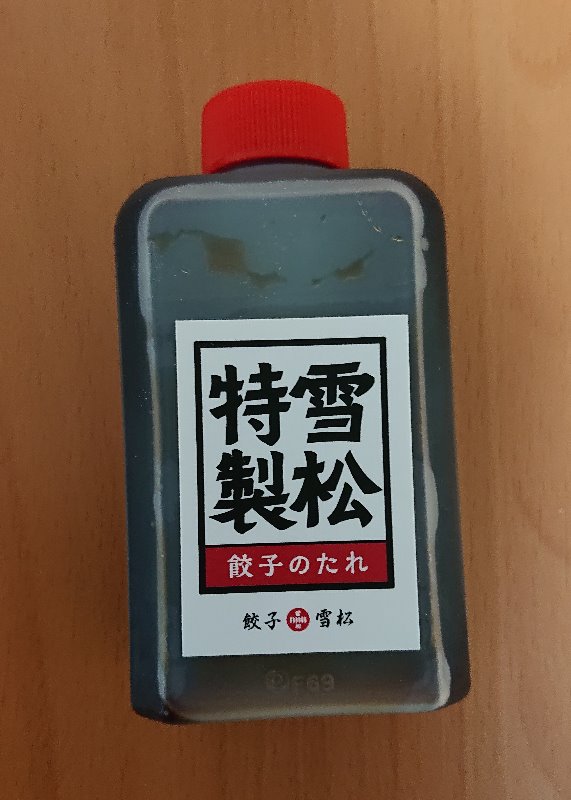 雪松
特製
餃子のたれ
餃子 雪松